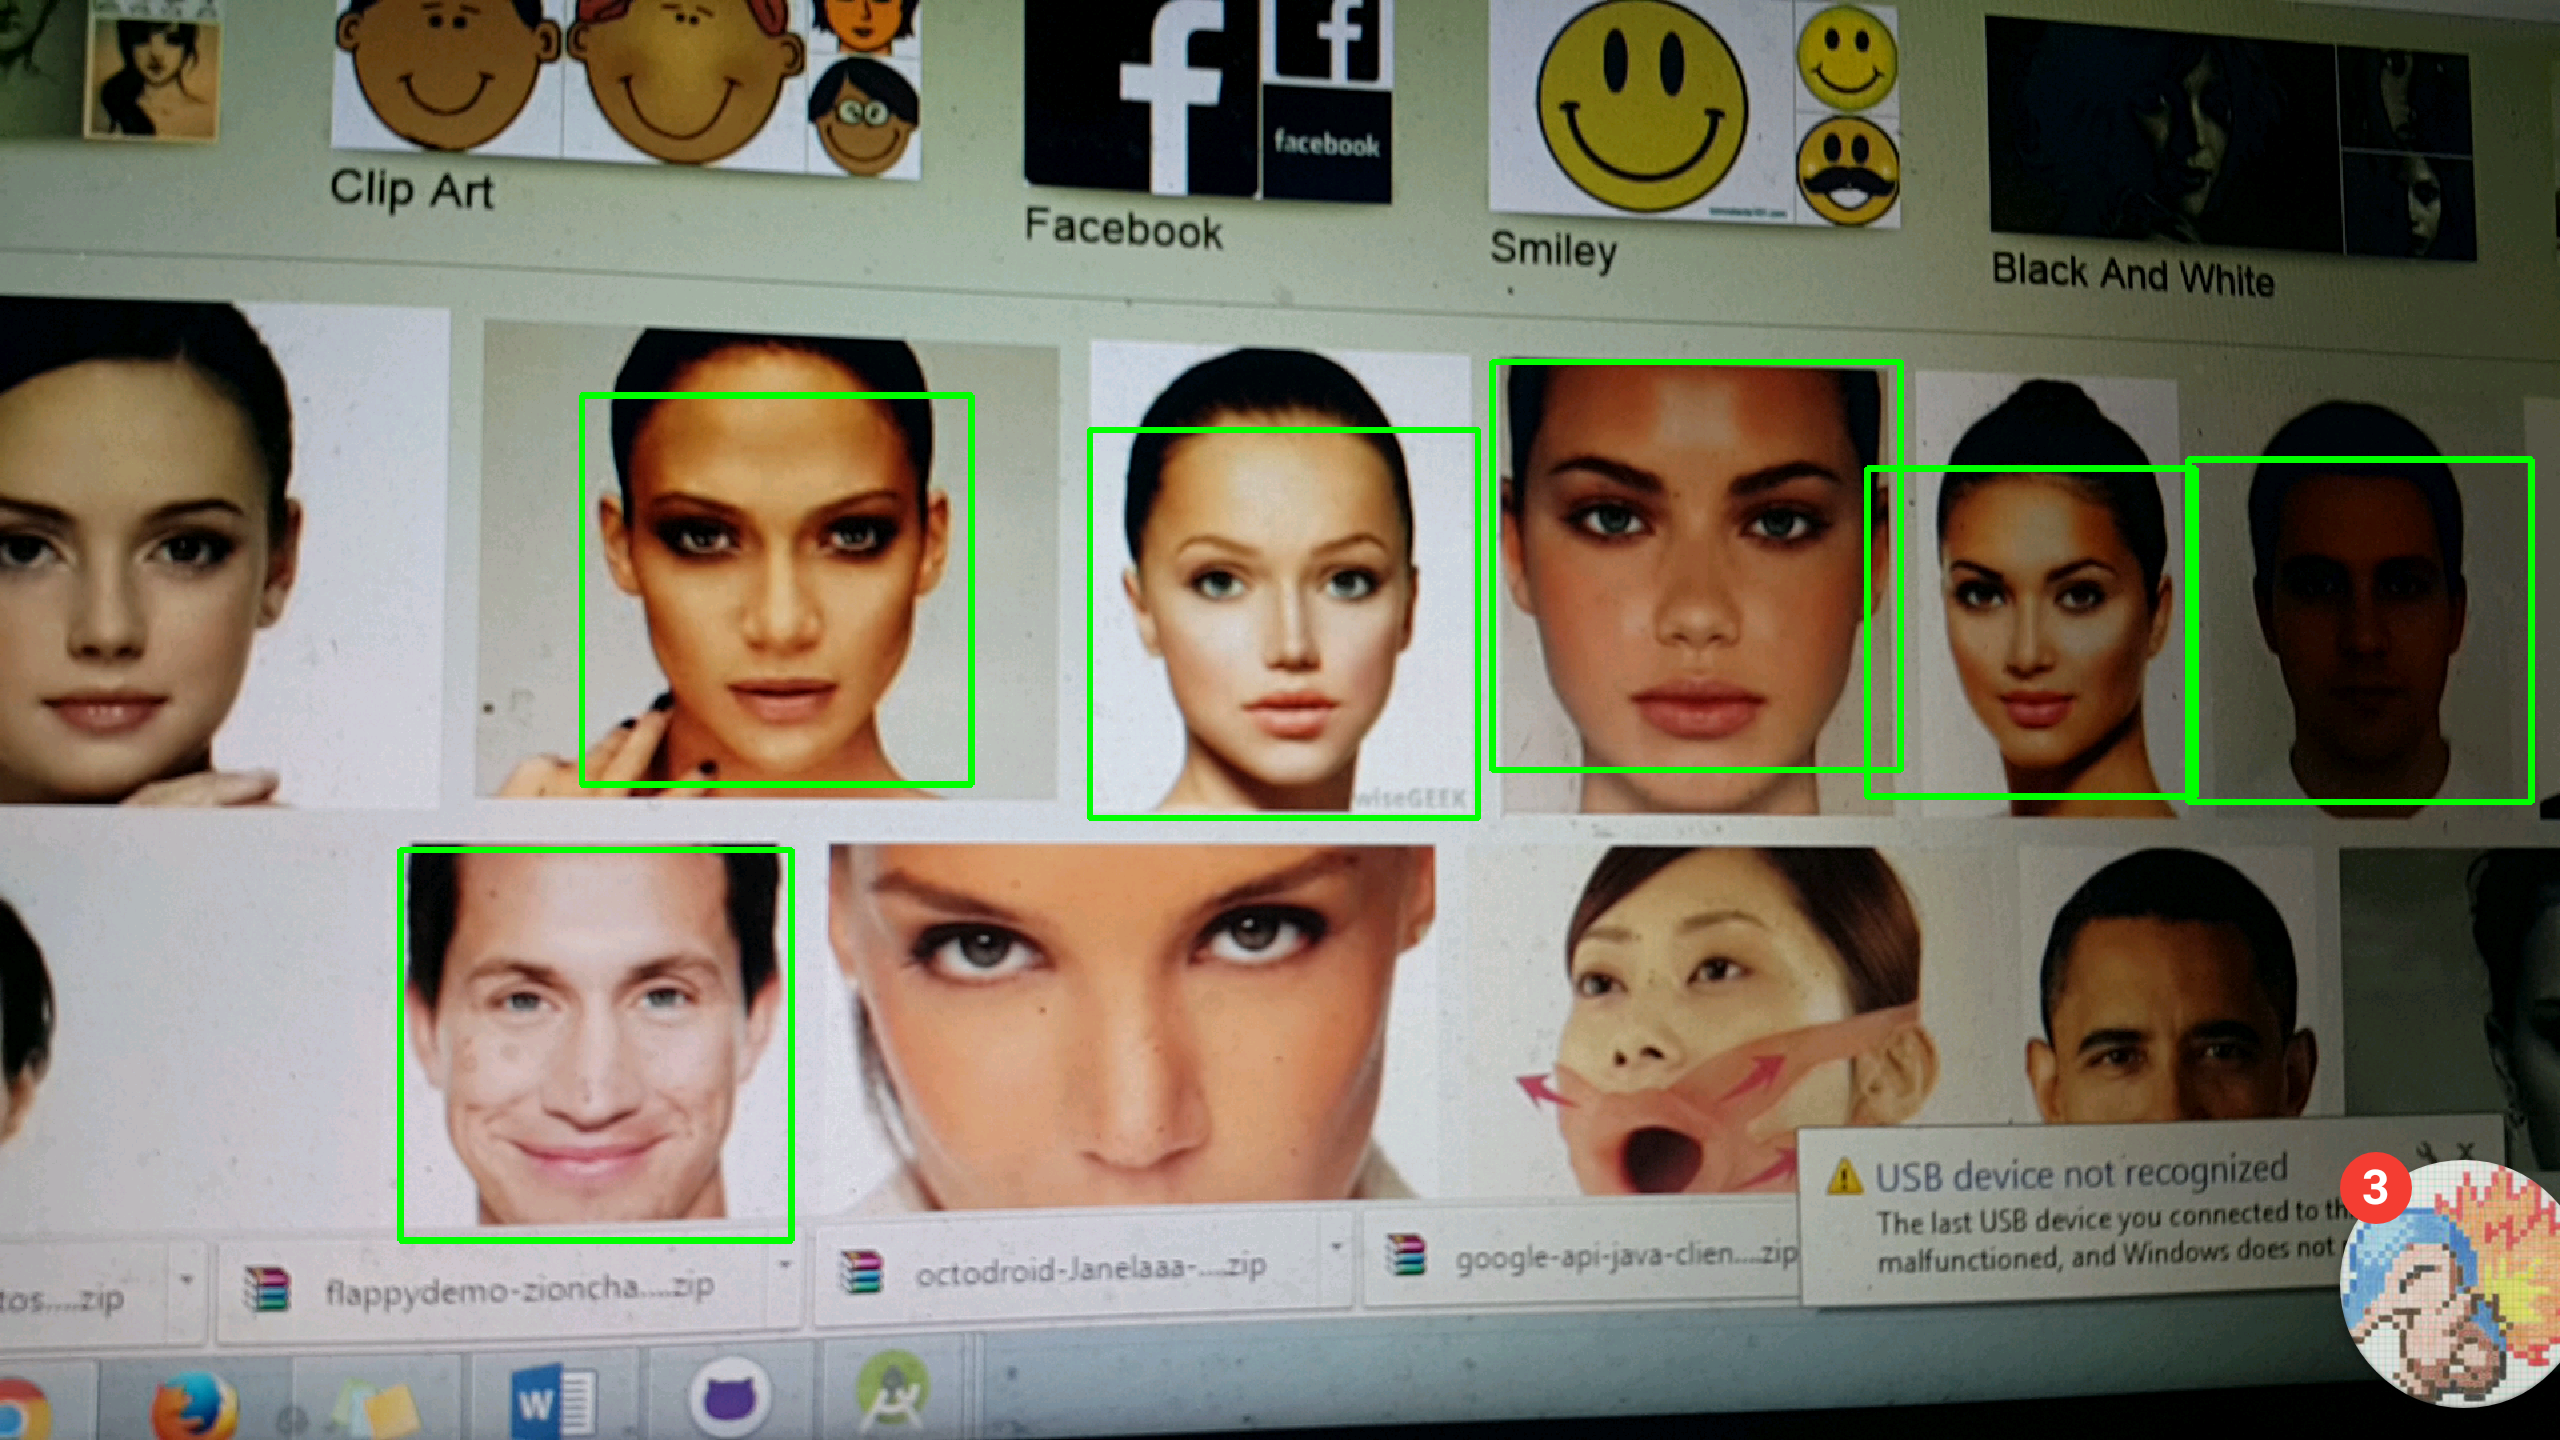 facebook
Clip Art
Facebook
Smiley
Black And White
wiseGEEK
USB device not recognized
The last USB device you connected to th
malfunctioned, and Windows does not
tos....zip
flappydemo-zioncha....zip
octodroid-Janelaaa-....zip
google-api-java-clien....zip
3